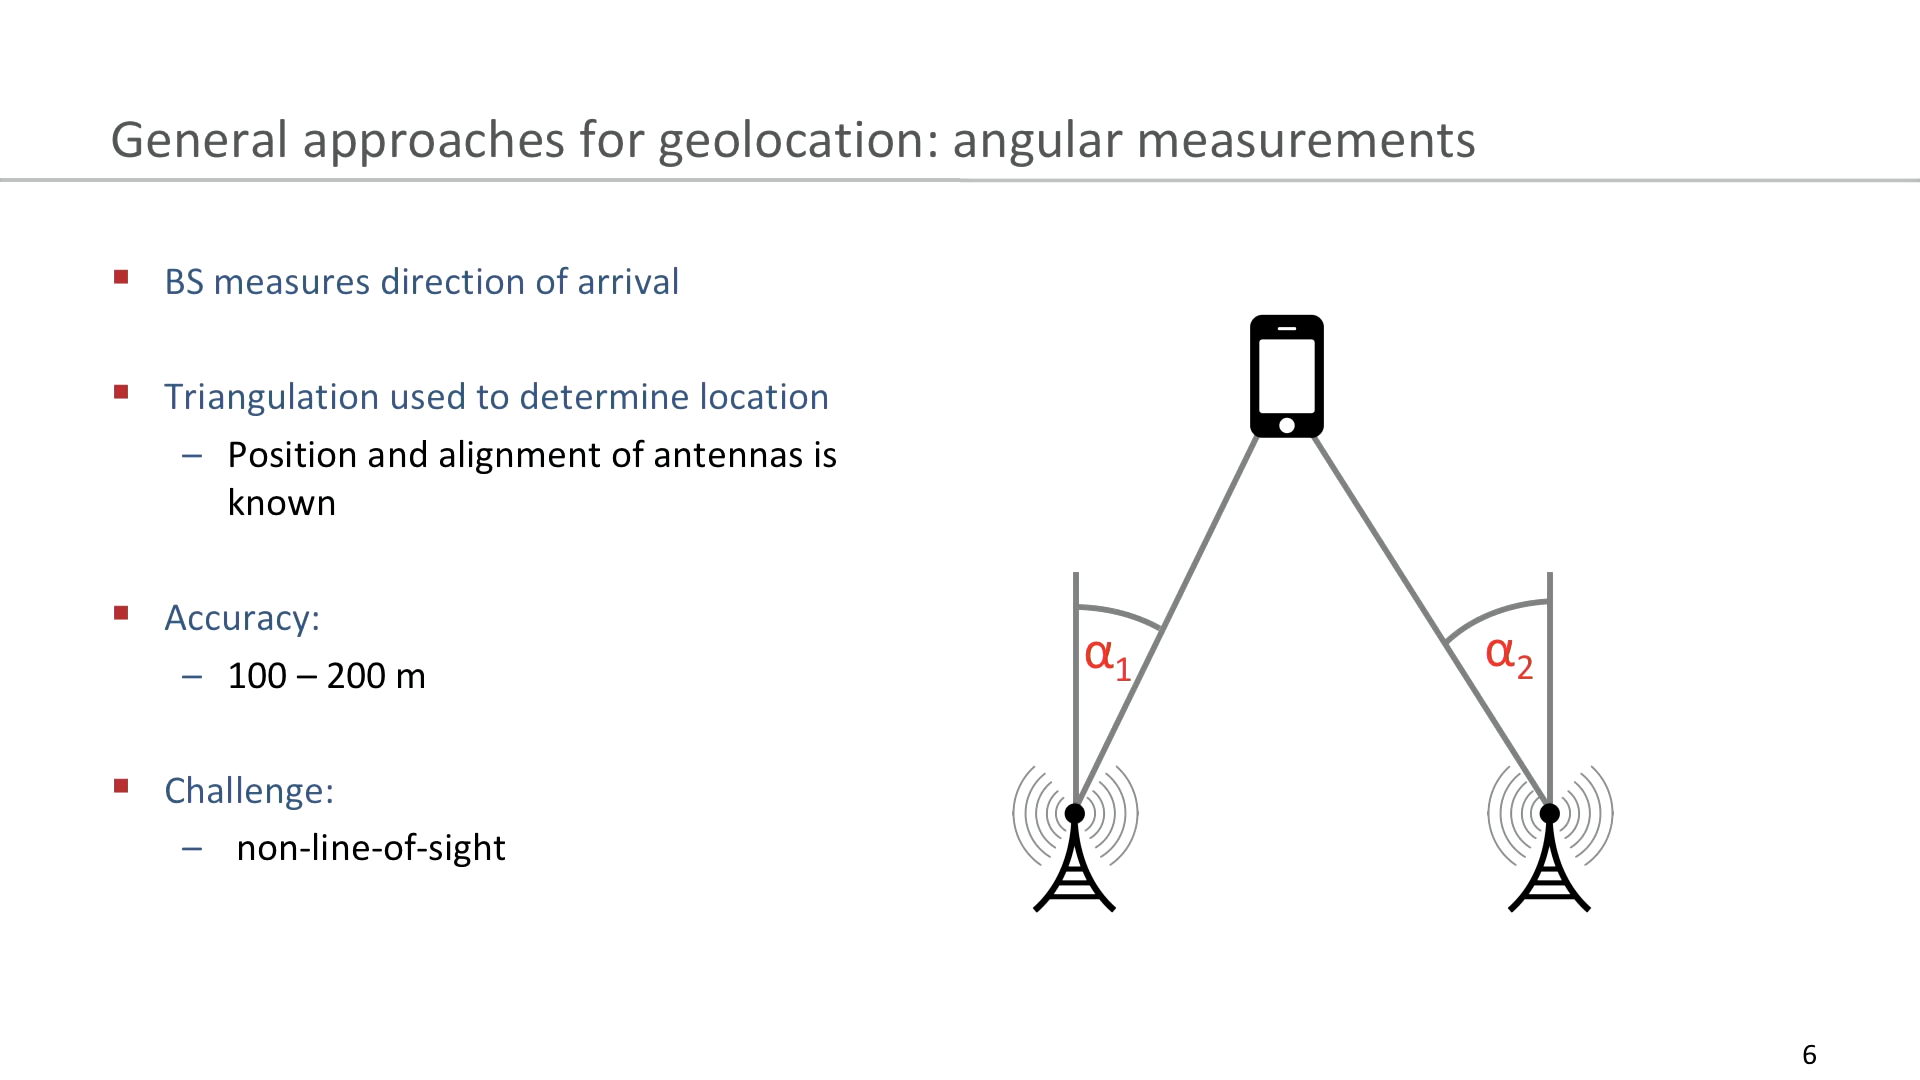 General approaches for geolocation: angular measurements
▪ BS measures direction of arrival
▪ Triangulation used to determine location
– Position and alignment of antennas is
known
▪ Accuracy:
– 100 – 200 m
▪ Challenge:
– non-line-of-sight
α₁
α₂
6